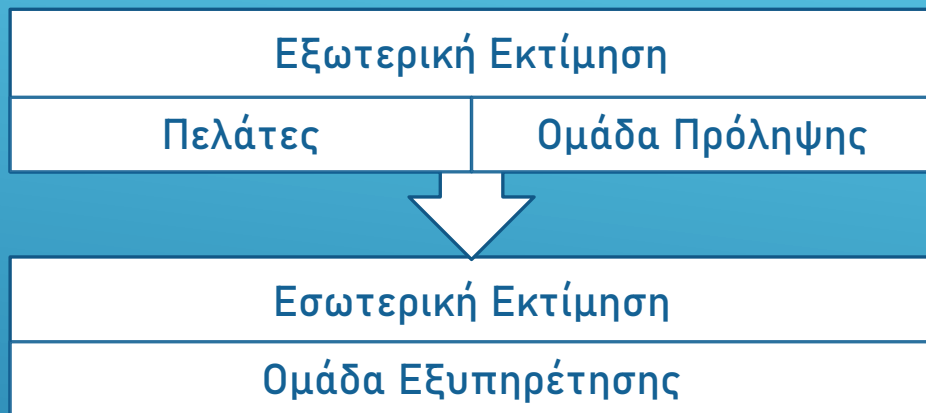 Εξωτερική Εκτίμηση
Πελάτες Ομάδα Πρόληψης
Εσωτερική Εκτίμηση
Ομάδα Εξυπηρέτησης